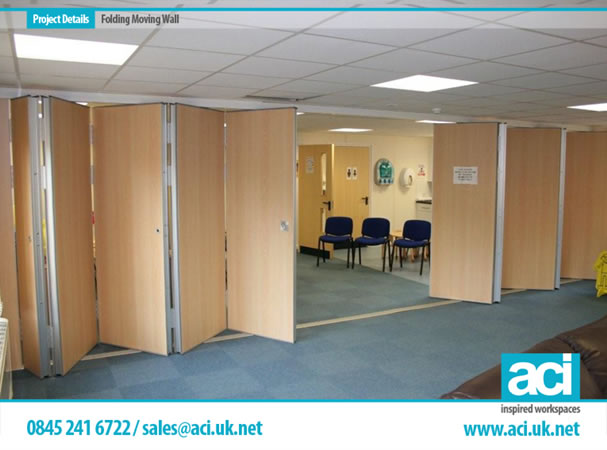 Project Details Folding Moving Wall
aci
inspired workspaces
0845 241 6722 / sales@aci.uk.net
www.aci.uk.net